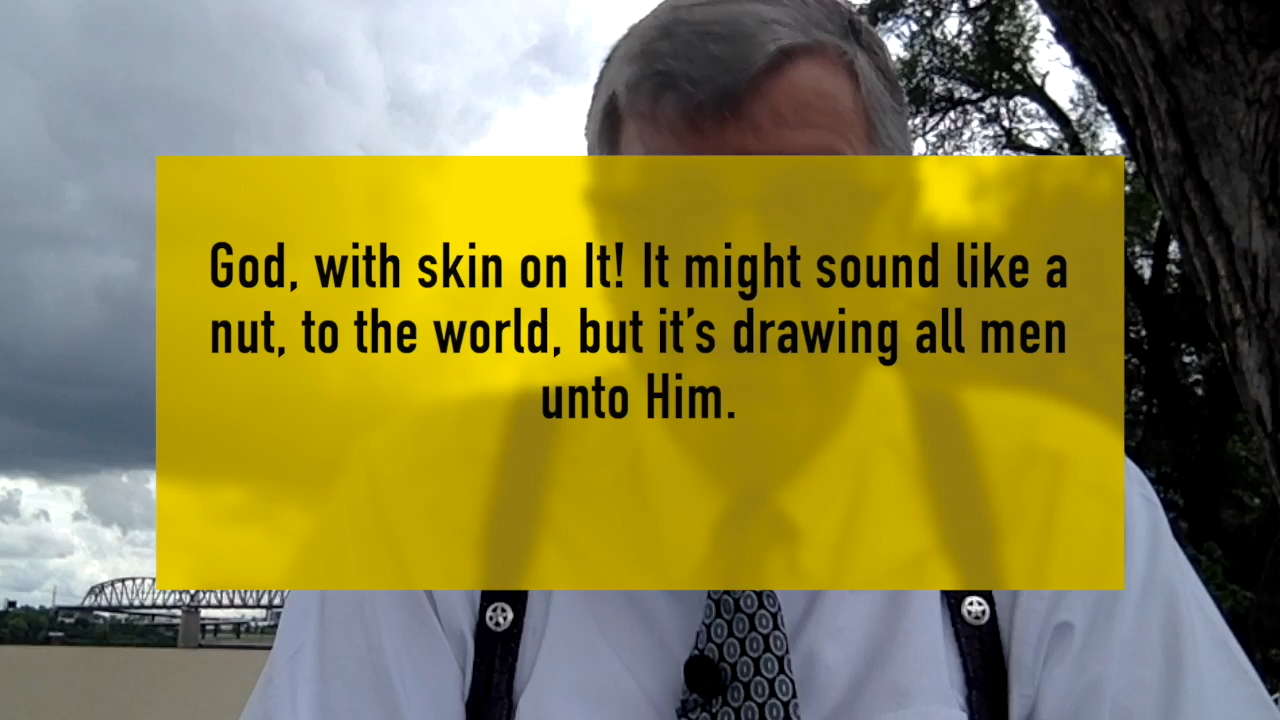 God, with skin on It! It might sound like a
nut, to the world, but it’s drawing all men
unto Him.